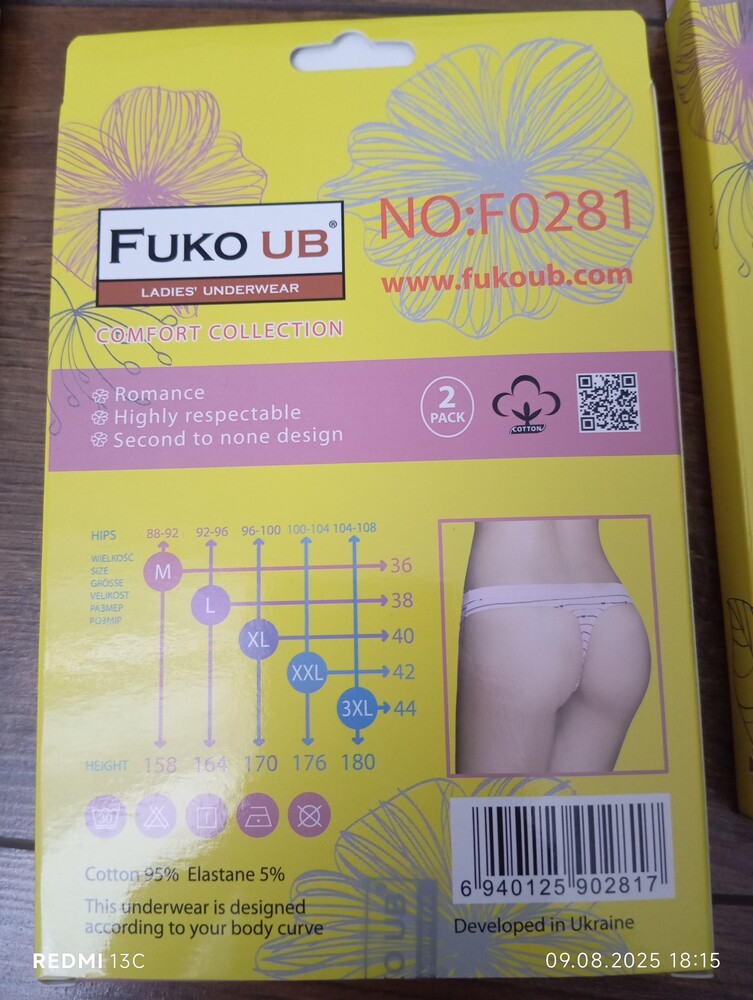 NO:F0281
FUKO UB®
LADIES' UNDERWEAR
www.fukoub.com
COMFORT COLLECTION
Romance
Highly respectable
Second to none design
2
PACK
COTTON
HIPS 88-92 92-96 96-100 100-104 104-108
WIELKOŚĆ
SIZE
GRÖSSE
VELIKOST
РАЗМЕР
РОЗМІР
M 36
L 38
XL 40
XXL 42
3XL 44
HEIGHT 158 164 170 176 180
Cotton 95% Elastane 5%
This underwear is designed
according to your body curve
6 940125 902817
Developed in Ukraine
REDMI 13C
09.08.2025 18:15